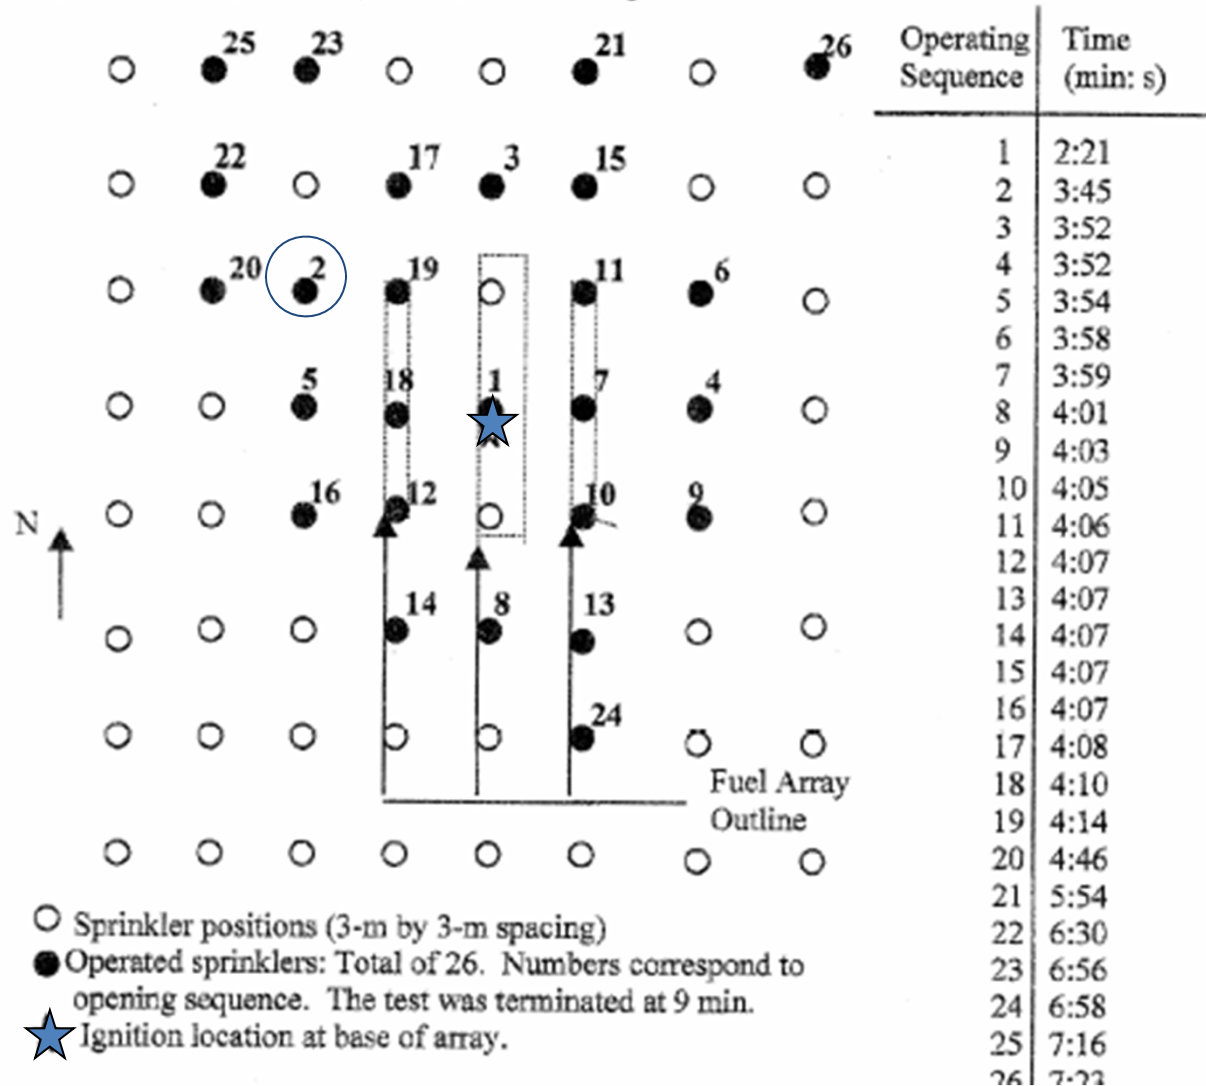 25 23 21 26
22 17 3 15
20 2 19 11 6
5 18 1 7 4
16 12 10 9
N
14 8 13
24
Fuel Array
Outline
Sprinkler positions (3-m by 3-m spacing)
Operated sprinklers: Total of 26. Numbers correspond to
opening sequence. The test was terminated at 9 min.
Ignition location at base of array.
Operating Time
Sequence (min: s)
1 2:21
2 3:45
3 3:52
4 3:52
5 3:54
6 3:58
7 3:59
8 4:01
9 4:03
10 4:05
11 4:06
12 4:07
13 4:07
14 4:07
15 4:07
16 4:07
17 4:08
18 4:10
19 4:14
20 4:46
21 5:54
22 6:30
23 6:56
24 6:58
25 7:16
26 7:23